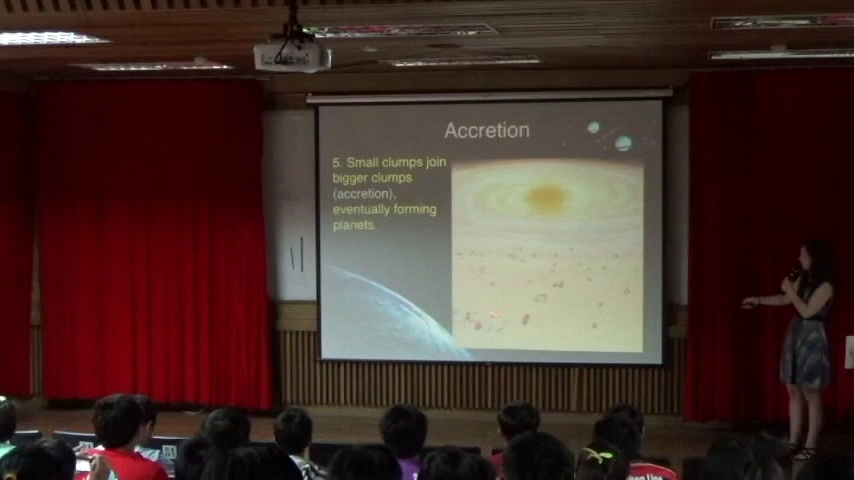 Accretion
5. Small clumps join
bigger clumps
(accretion),
eventually forming
planets.